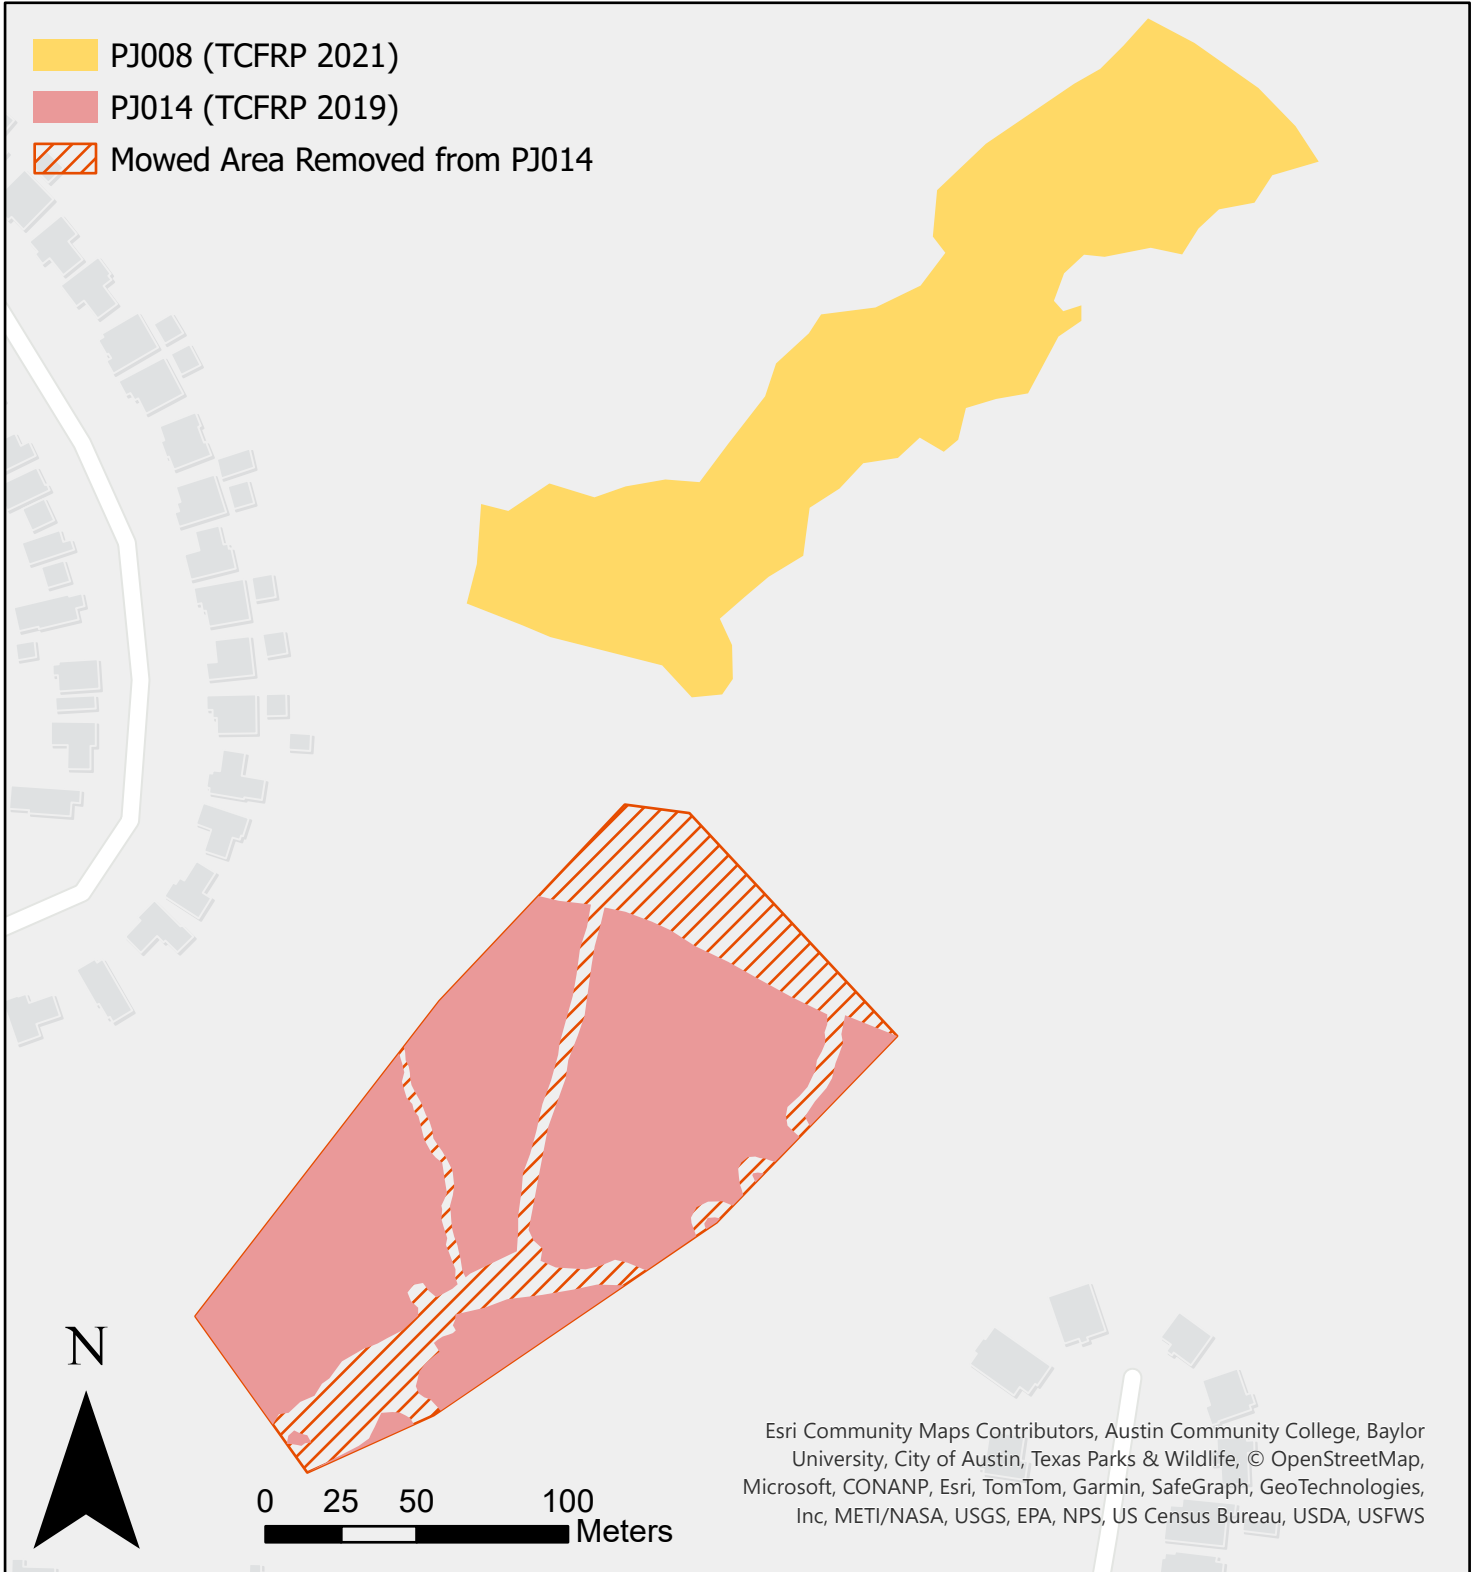 PJ008 (TCFRP 2021)
PJ014 (TCFRP 2019)
Mowed Area Removed from PJ014
N
0 25 50 100
Meters
Esri Community Maps Contributors, Austin Community College, Baylor
University, City of Austin, Texas Parks & Wildlife, © OpenStreetMap,
Microsoft, CONANP, Esri, TomTom, Garmin, SafeGraph, GeoTechnologies,
Inc, METI/NASA, USGS, EPA, NPS, US Census Bureau, USDA, USFWS